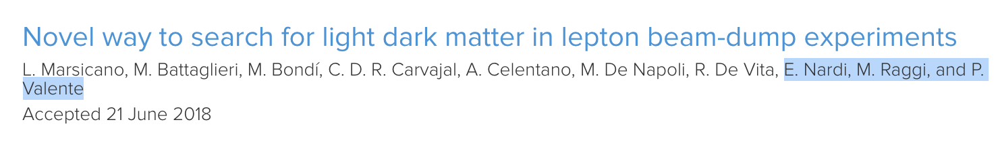 Novel way to search for light dark matter in lepton beam-dump experiments
L. Marsicano, M. Battaglieri, M. Bondí, C. D. R. Carvajal, A. Celentano, M. De Napoli, R. De Vita, E. Nardi, M. Raggi, and P.
Valente
Accepted 21 June 2018